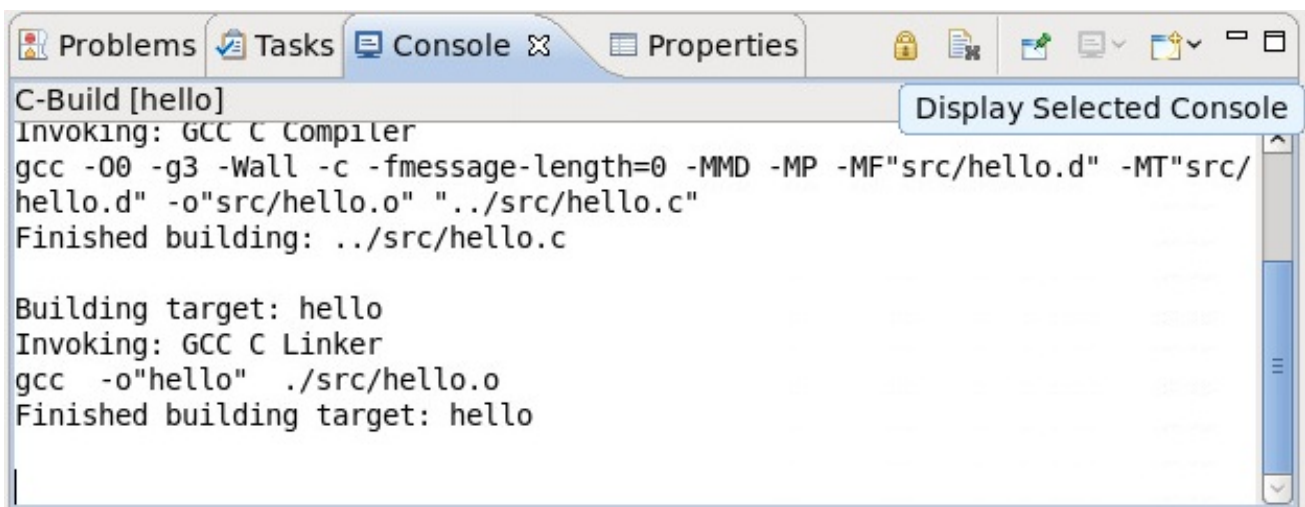 Problems Tasks Console Properties
C-Build [hello]
Display Selected Console
Invoking: GCC C Compiler
gcc -O0 -g3 -Wall -c -fmessage-length=0 -MMD -MP -MF"src/hello.d" -MT"src/
hello.d" -o"src/hello.o" "../src/hello.c"
Finished building: ../src/hello.c
Building target: hello
Invoking: GCC C Linker
gcc  -o"hello"  ./src/hello.o
Finished building target: hello